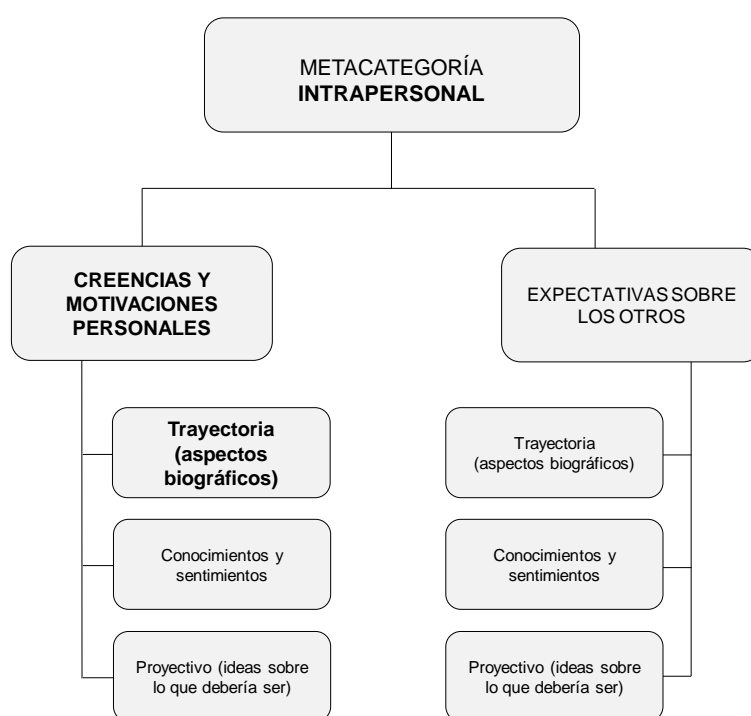 METACATEGORÍA
INTRAPERSONAL
CREENCIAS Y
MOTIVACIONES
PERSONALES
EXPECTATIVAS SOBRE
LOS OTROS
Trayectoria
(aspectos
biográficos)
Trayectoria
(aspectos biográficos)
Conocimientos y
sentimientos
Conocimientos y
sentimientos
Proyectivo (ideas sobre
lo que debería ser)
Proyectivo (ideas sobre
lo que debería ser)